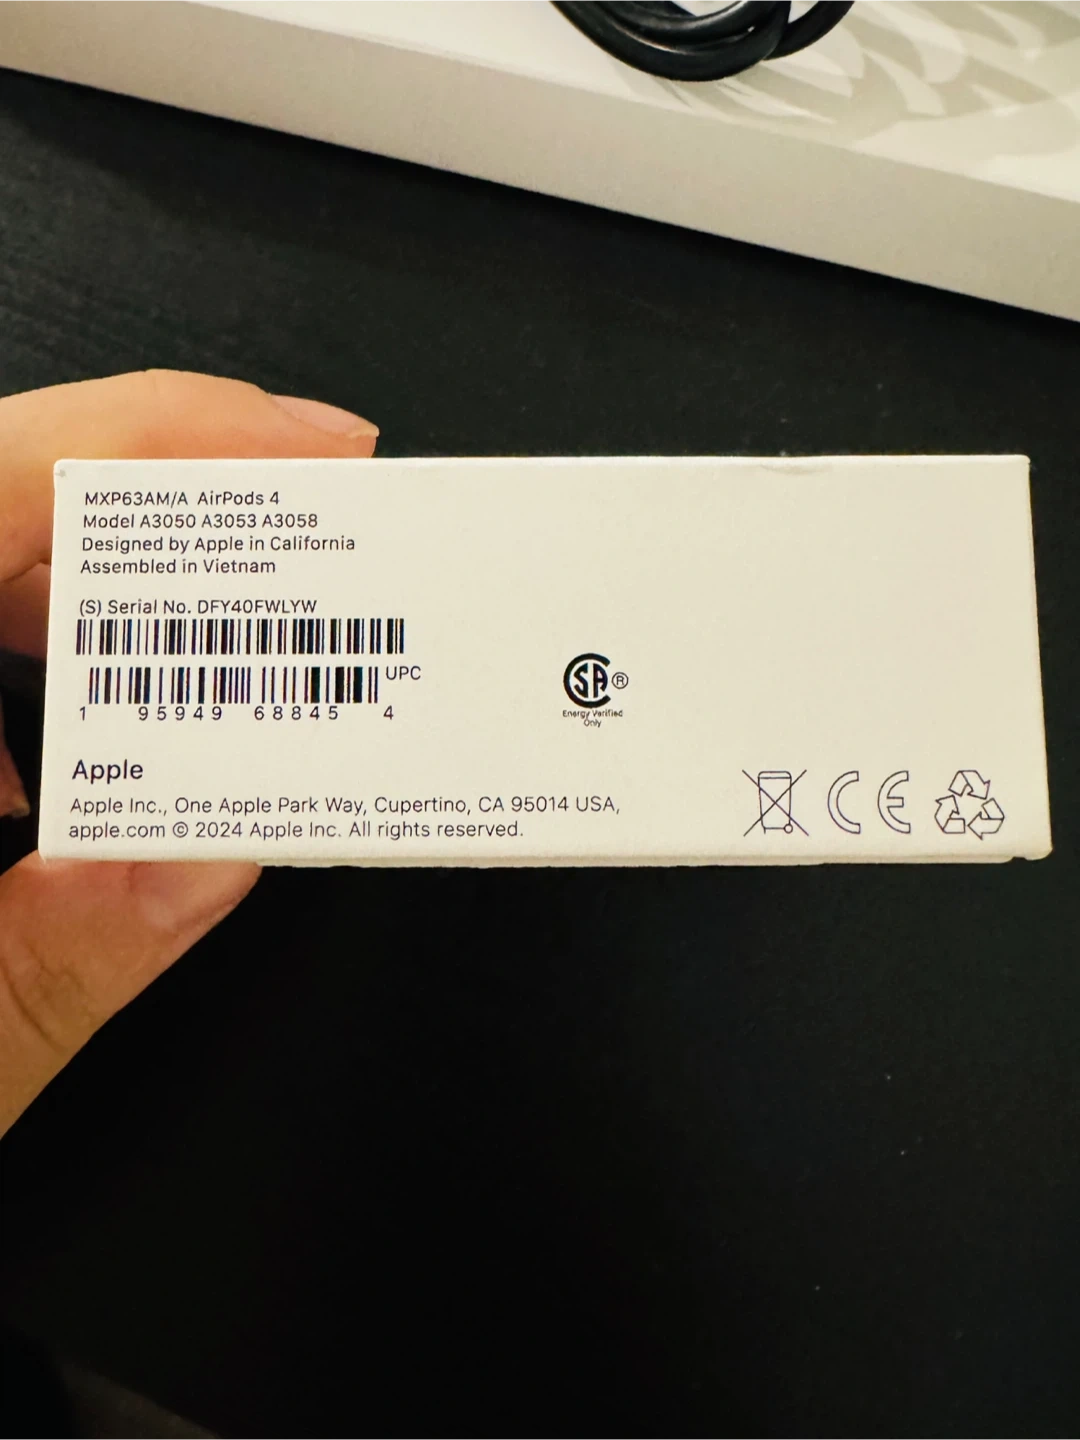 MXP63AM/A AirPods 4
Model A3050 A3053 A3058
Designed by Apple in California
Assembled in Vietnam
(S) Serial No. DFY40FWLYW
UPC
1 95949 68845 4
SA®
Energy Verified
Only
Apple
Apple Inc., One Apple Park Way, Cupertino, CA 95014 USA,
apple.com © 2024 Apple Inc. All rights reserved.
CE